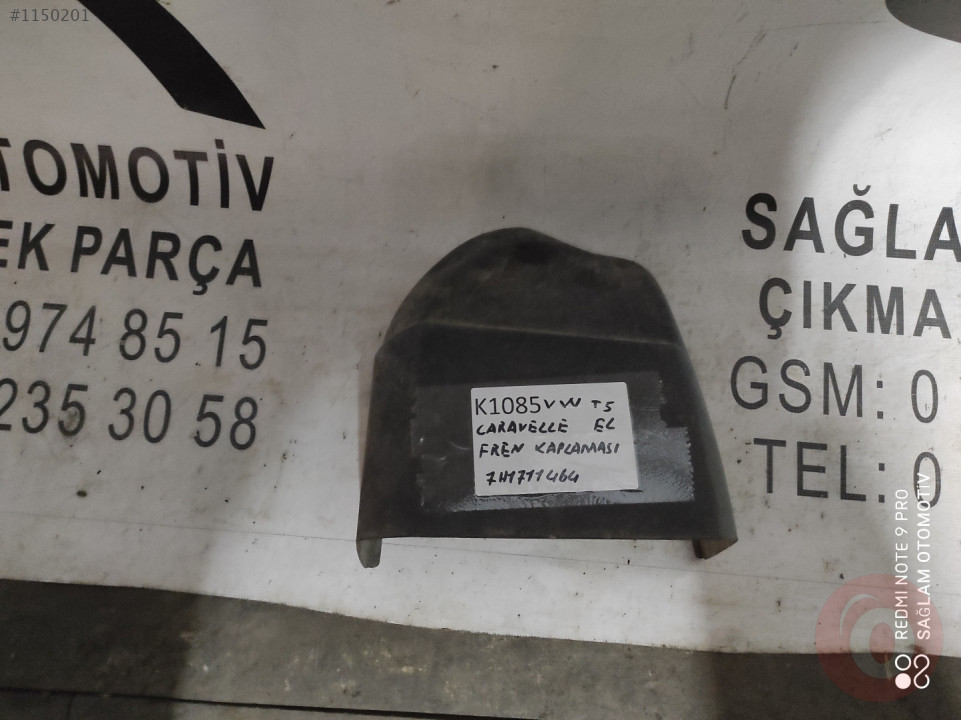 #1150201
TOMOTİV
EK PARÇA
974 85 15
235 30 58
SAĞLA
ÇIKMA
GSM: 0
TEL: 0
K1085 VW T5
CARAVELLE EL
FREN KAPLAMASI
7H1711464
REDMI NOTE 9 PRO
SAĞLAM OTOMOTİV